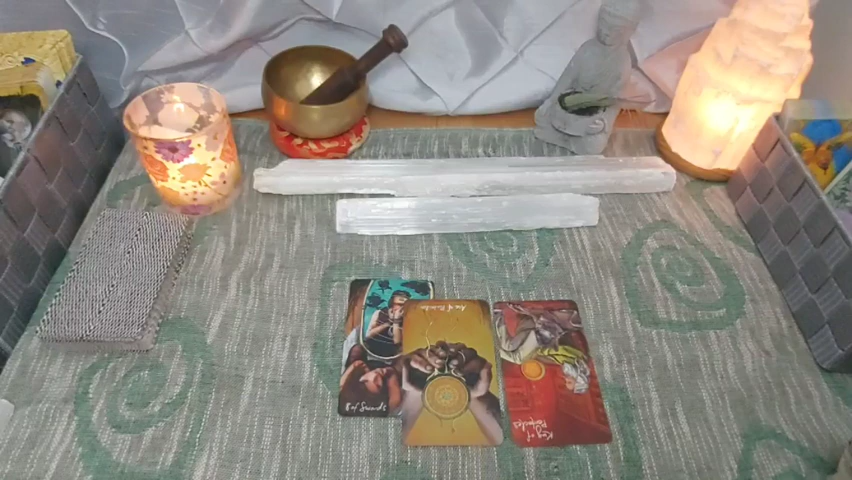 Ace of Pentacles
8 of Swords
King of
Pentacles